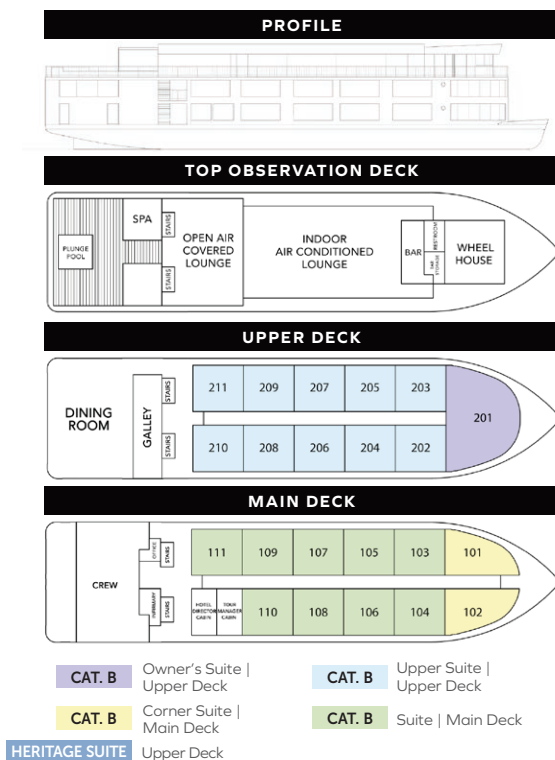 PROFILE
TOP OBSERVATION DECK
PLUNGE
POOL
SPA
STAIRS
STAIRS
OPEN AIR
COVERED
LOUNGE
INDOOR
AIR CONDITIONED
LOUNGE
BAR
RESTROOM
BAR
STORAGE
WHEEL
HOUSE
UPPER DECK
DINING
ROOM
GALLEY
STAIRS
STAIRS
211 209 207 205 203
201
210 208 206 204 202
MAIN DECK
CREW
OFFICE
STAIRS
STAIRS
111 109 107 105 103 101
HOTEL
DIRECTOR
CABIN
TOUR
MANAGER
CABIN
110 108 106 104 102
CAT. B Owner's Suite |
Upper Deck
CAT. B Upper Suite |
Upper Deck
CAT. B Corner Suite |
Main Deck
CAT. B Suite | Main Deck
HERITAGE SUITE Upper Deck